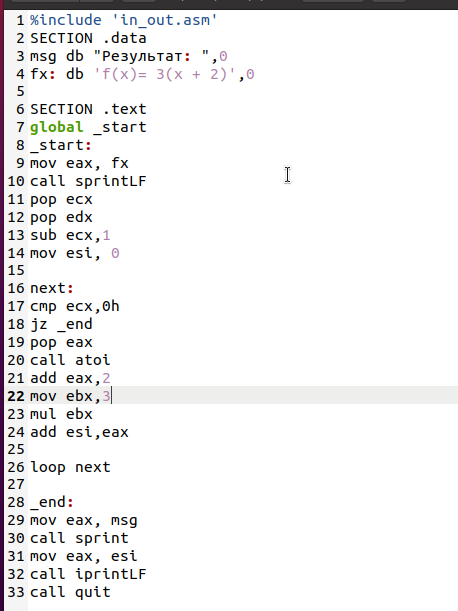 1 %include 'in_out.asm'
2 SECTION .data
3 msg db "Результат: ",0
4 fx: db 'f(x)= 3(x + 2)',0
5
6 SECTION .text
7 global _start
8 _start:
9 mov eax, fx
10 call sprintLF
11 pop ecx
12 pop edx
13 sub ecx,1
14 mov esi, 0
15
16 next:
17 cmp ecx,0h
18 jz _end
19 pop eax
20 call atoi
21 add eax,2
22 mov ebx,3
23 mul ebx
24 add esi,eax
25
26 loop next
27
28 _end:
29 mov eax, msg
30 call sprint
31 mov eax, esi
32 call iprintLF
33 call quit